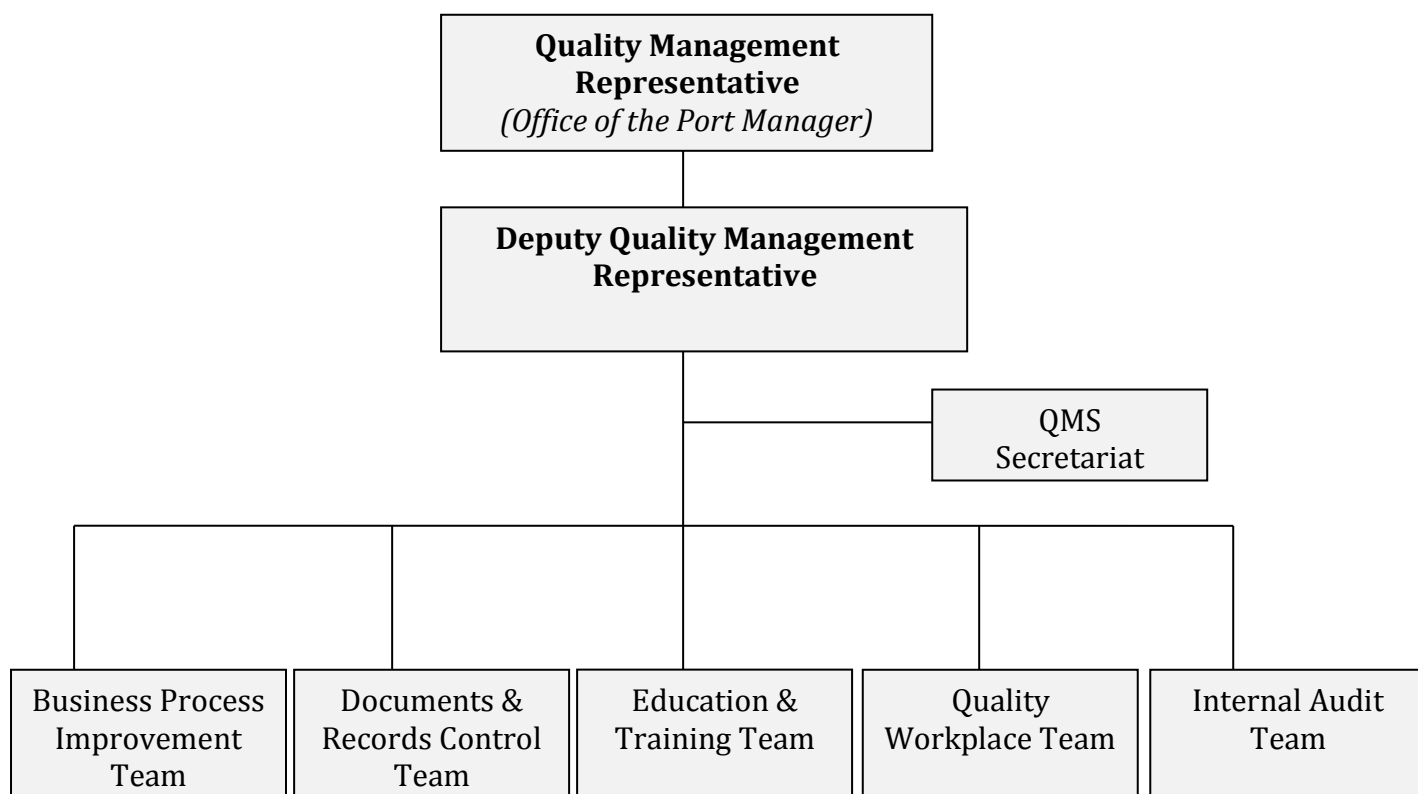 Quality Management
Representative
(Office of the Port Manager)
Deputy Quality Management
Representative
QMS
Secretariat
Business Process
Improvement
Team
Documents &
Records Control
Team
Education &
Training Team
Quality
Workplace Team
Internal Audit
Team